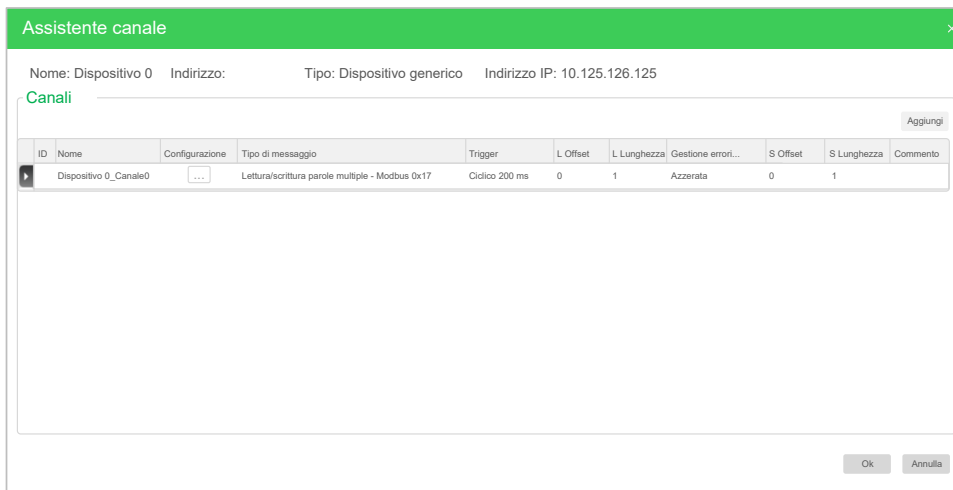 Assistente canale
Nome: Dispositivo 0 Indirizzo: Tipo: Dispositivo generico Indirizzo IP: 10.125.126.125
Canali
Aggiungi
ID Nome Configurazione Tipo di messaggio Trigger L Offset L Lunghezza Gestione errori... S Offset S Lunghezza Commento
Dispositivo 0_Canale0 ... Lettura/scrittura parole multiple - Modbus 0x17 Ciclico 200 ms 0 1 Azzerata 0 1
Ok Annulla